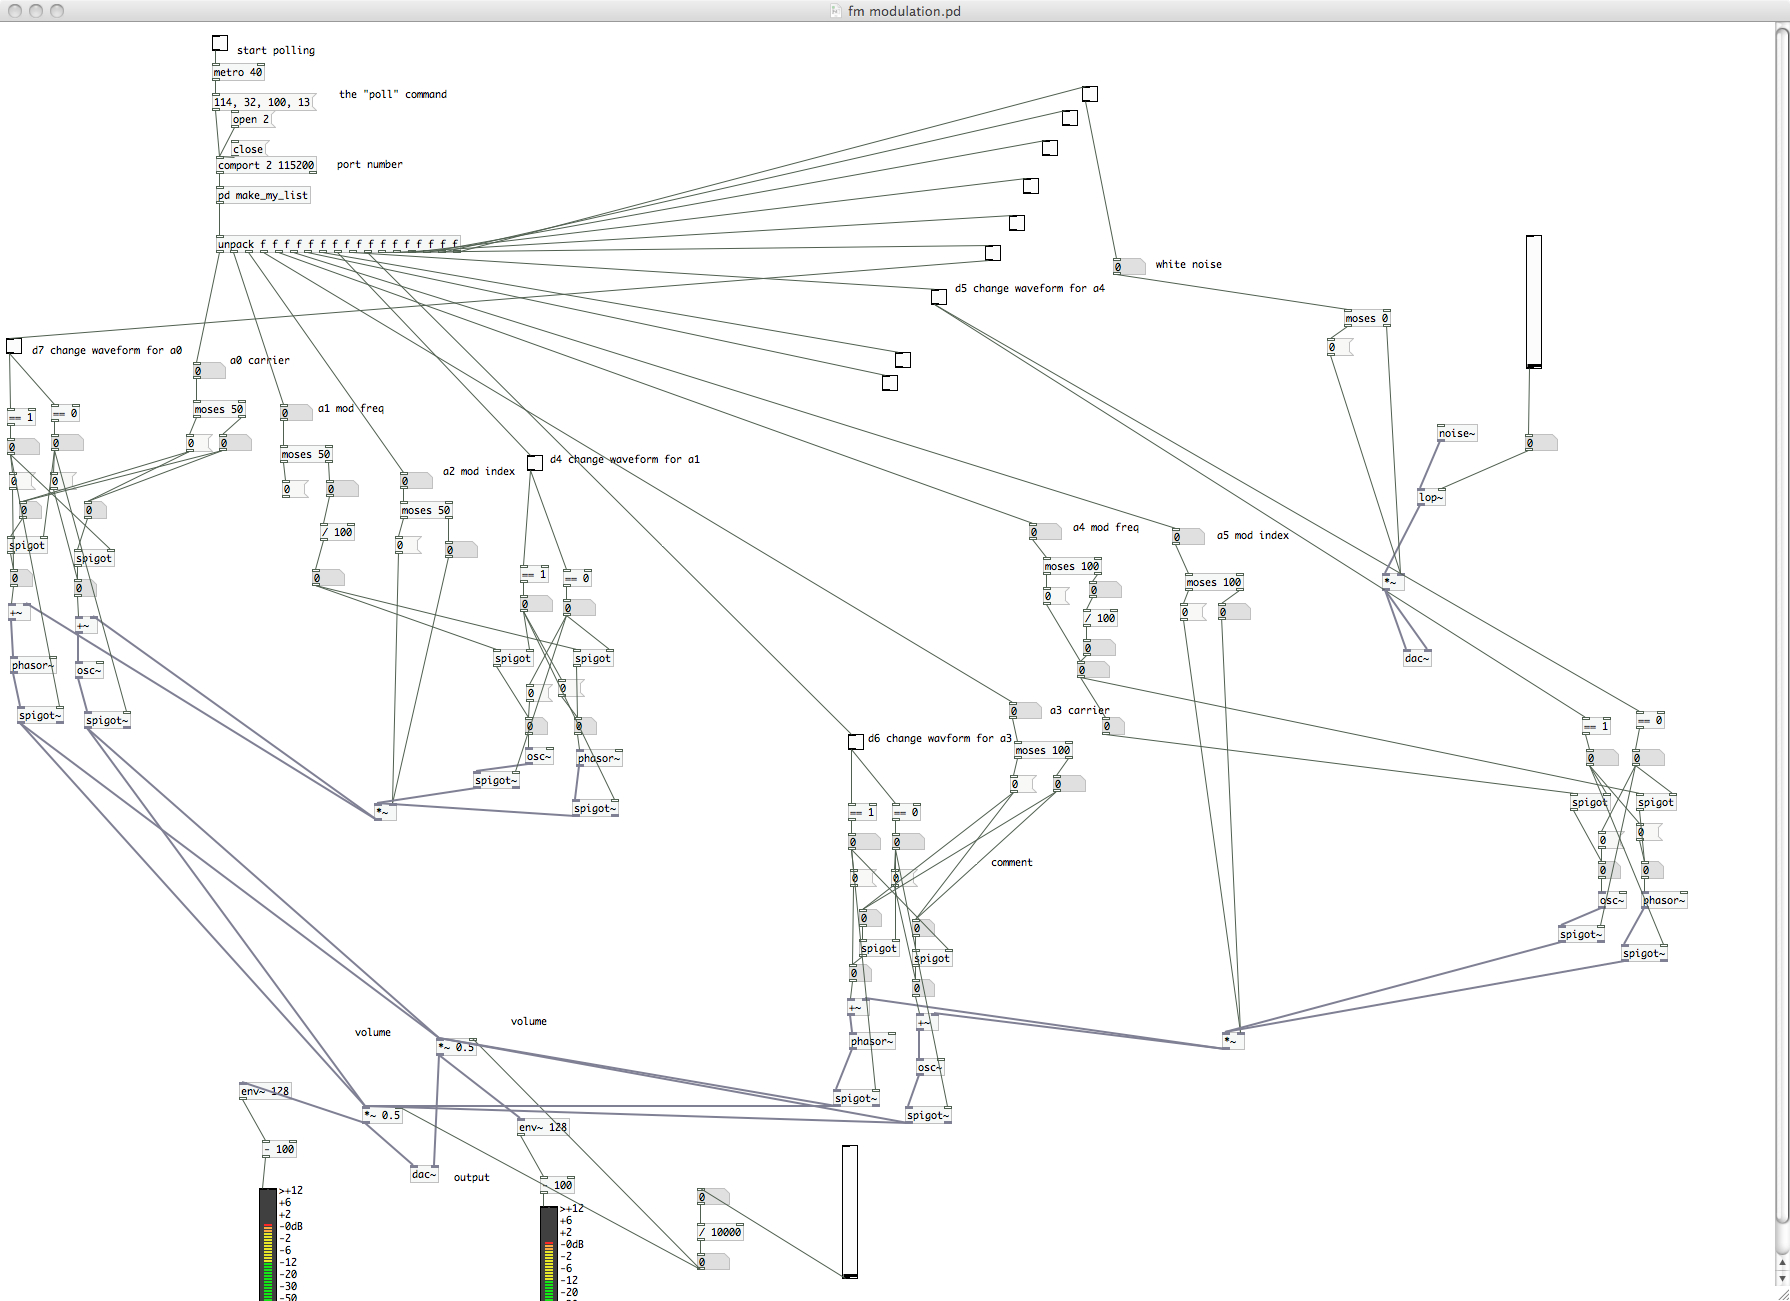 fm modulation.pd
start polling
metro 40
114, 32, 100, 13
the "poll" command
open 2
close
comport 2 115200
port number
pd make_my_list
unpack f f f f f f f f f f f f f f f f f
0
white noise
d5 change waveform for a4
moses 0
0
d7 change waveform for a0
a0 carrier
0
== 1
== 0
moses 50
0
a1 mod freq
0
0
0
0
noise~
0
moses 50
d4 change waveform for a1
a2 mod index
0
0
0
0
0
lop~
0
0
moses 50
/ 100
a4 mod freq
0
a5 mod index
0
spigot
spigot
0
0
moses 100
moses 100
0
0
0
== 1
== 0
*~
0
0
0
0
0
+~
+~
/ 100
0
phasor~
osc~
spigot
spigot
0
dac~
0
0
spigot~
spigot~
0
a3 carrier
0
0
0
== 1
== 0
d6 change wavform for a3
moses 100
osc~
phasor~
0
0
spigot~
0
0
spigot
spigot
*~
spigot~
== 1
== 0
0
0
0
0
comment
0
0
0
0
osc~
phasor~
0
0
spigot~
spigot
spigot
spigot~
0
0
+~
+~
volume
volume
*~ 0.5
phasor~
*~
osc~
env~ 128
spigot~
*~ 0.5
spigot~
env~ 128
- 100
dac~
output
- 100
0
/ 10000
0
>+12
+6
+2
-0dB
-2
-6
-12
-20
-30
-50
>+12
+6
+2
-0dB
-2
-6
-12
-20